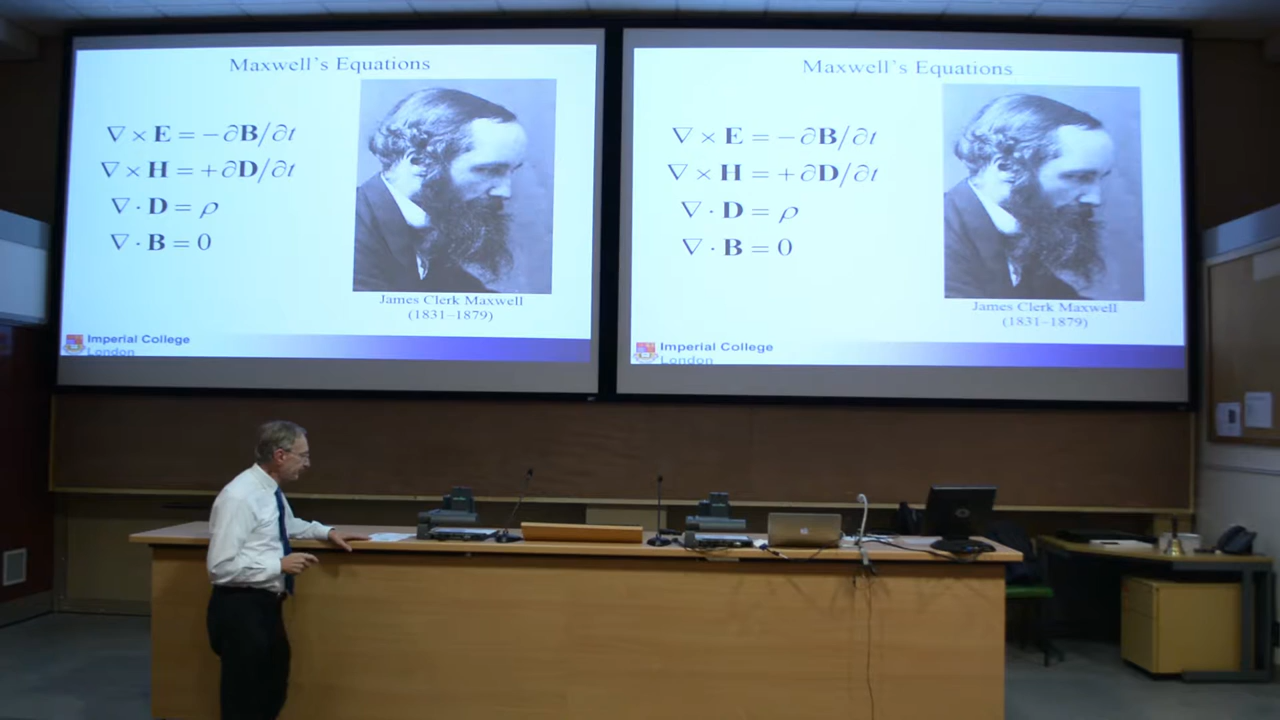 Maxwell's Equations
∇ × E = −∂B/∂t
∇ × H = +∂D/∂t
∇ · D = ρ
∇ · B = 0
James Clerk Maxwell
(1831–1879)
Imperial College
London
Maxwell's Equations
∇ × E = −∂B/∂t
∇ × H = +∂D/∂t
∇ · D = ρ
∇ · B = 0
James Clerk Maxwell
(1831–1879)
Imperial College
London